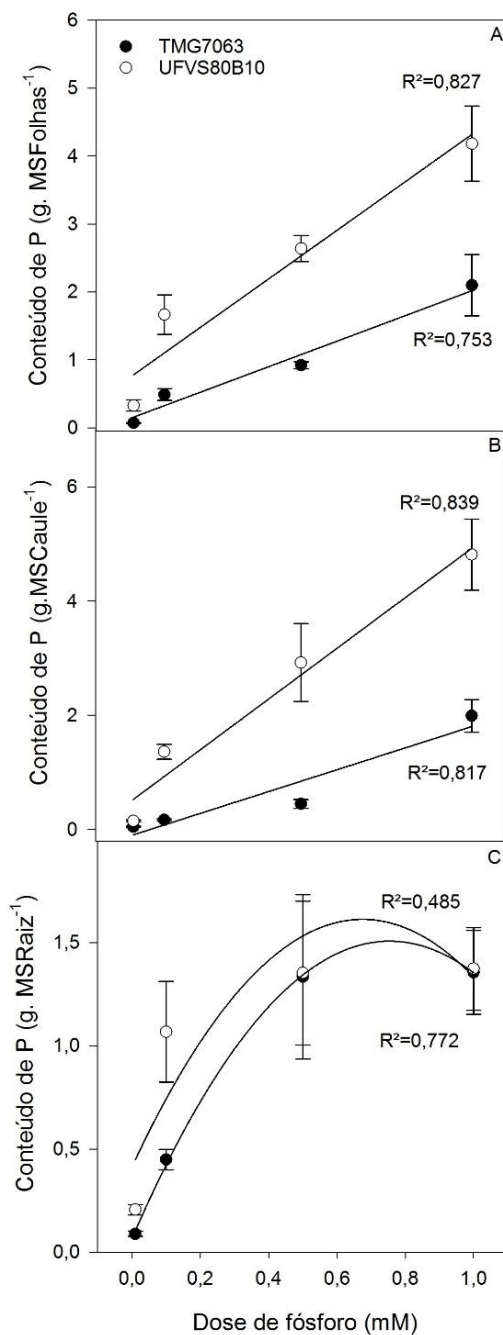 A
TMG7063
UFVS80B10
R²=0,827
R²=0,753
Conteúdo de P (g. MSFolhas⁻¹)
6
5
4
3
2
1
0
B
R²=0,839
R²=0,817
Conteúdo de P (g.MSCaule⁻¹)
6
4
2
0
C
R²=0,485
R²=0,772
Conteúdo de P (g. MSRaiz⁻¹)
1,5
1,0
0,5
0,0
0,0 0,2 0,4 0,6 0,8 1,0
Dose de fósforo (mM)